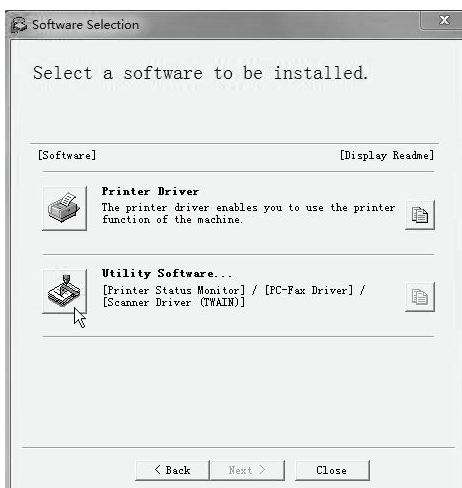 Software Selection
Select a software to be installed.
[Software] [Display Readme]
Printer Driver
The printer driver enables you to use the printer
function of the machine.
Utility Software...
[Printer Status Monitor] / [PC-Fax Driver] /
[Scanner Driver (TWAIN)]
< Back Next > Close